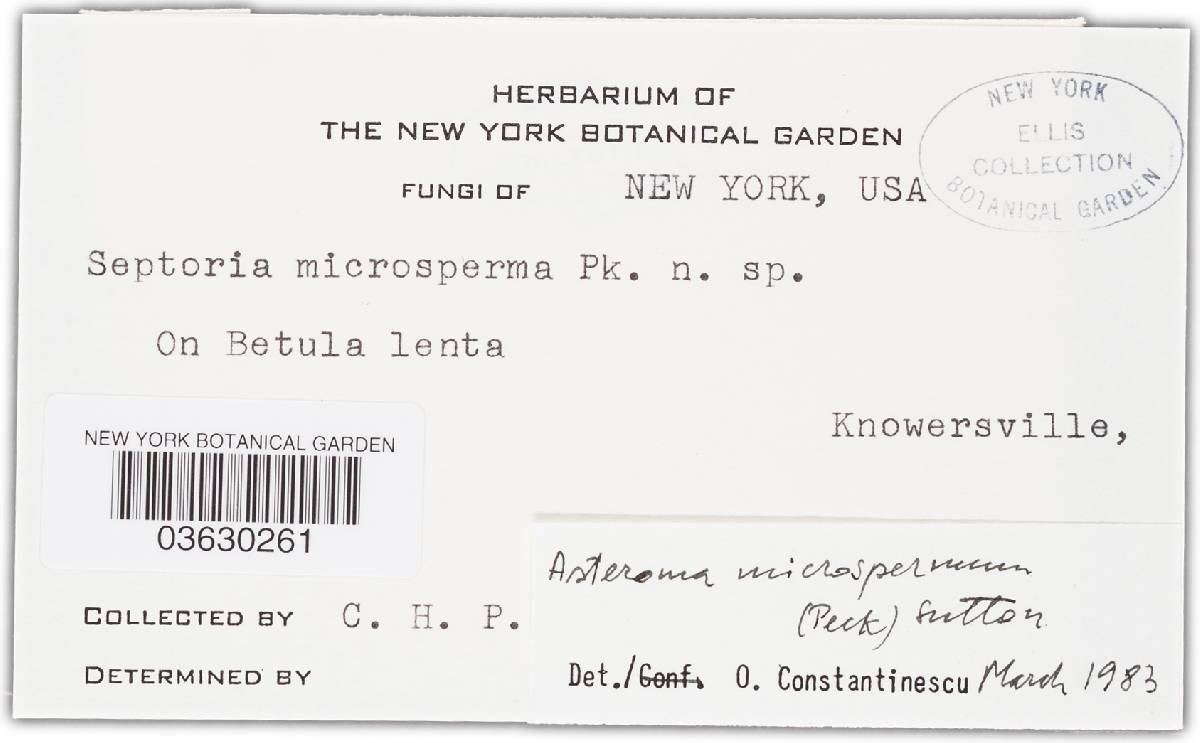 HERBARIUM OF
THE NEW YORK BOTANICAL GARDEN
FUNGI OF NEW YORK, USA
NEW YORK
ELLIS
COLLECTION
BOTANICAL GARDEN
Septoria microsperma Pk. n. sp.
On Betula lenta
Knowersville,
NEW YORK BOTANICAL GARDEN
03630261
COLLECTED BY C. H. P.
DETERMINED BY
Asteroma microspermum
(Peck) Sutton
Det./Conf. O. Constantinescu March 1983